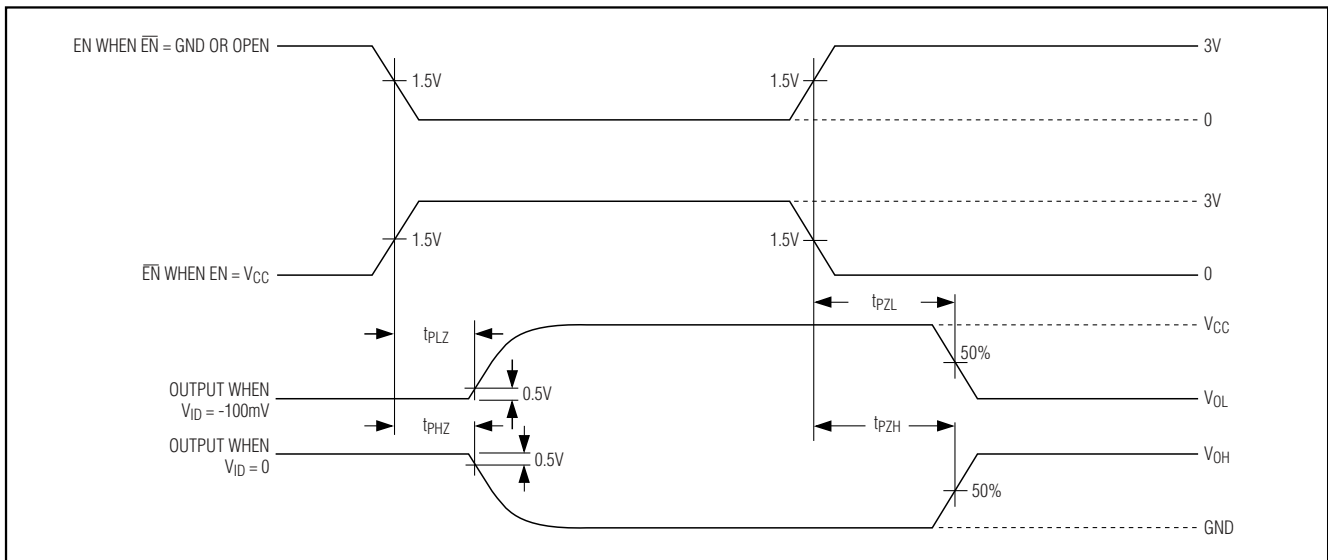 EN WHEN E̅N̅ = GND OR OPEN
3V
1.5V
1.5V
0
3V
1.5V
1.5V
E̅N̅ WHEN EN = VCC
0
tPZL
VCC
tPLZ
50%
OUTPUT WHEN
VID = -100mV
0.5V
VOL
tPHZ
tPZH
OUTPUT WHEN
VID = 0
0.5V
VOH
50%
GND